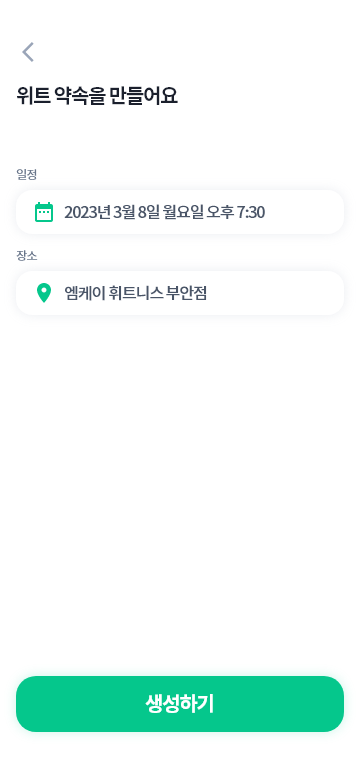 위트 약속을 만들어요
일정
2023년 3월 8일 월요일 오후 7:30
장소
엠케이 휘트니스 부안점
생성하기